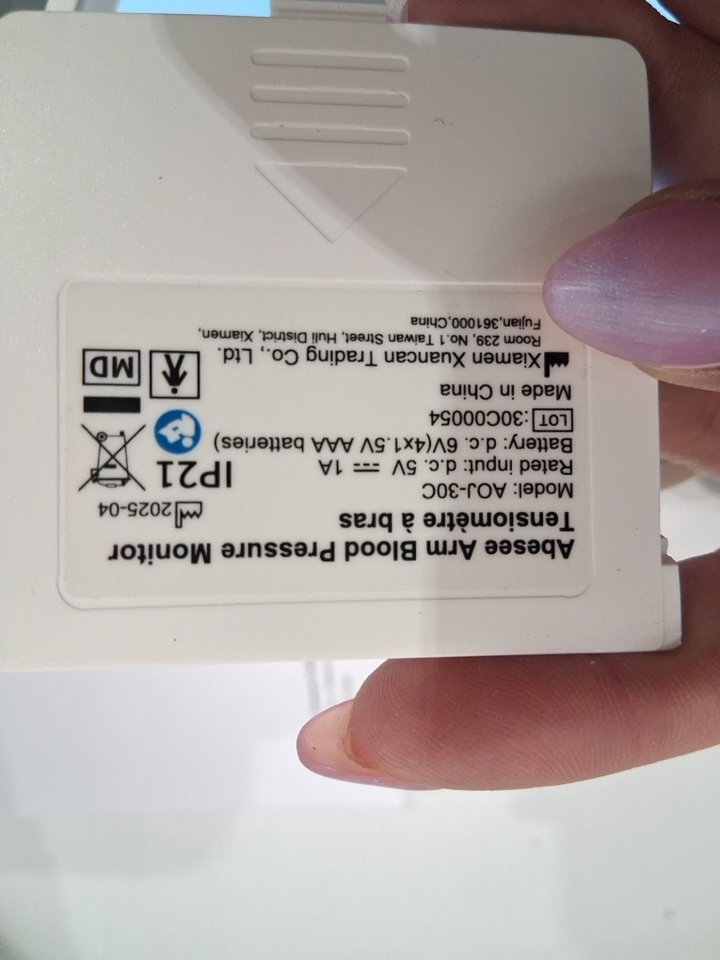 Abesee Arm Blood Pressure Monitor
Tensiomètre à bras
Model: AOJ-30C
2025-04
Rated input: d.c. 5V ⎓ 1A
IP21
Battery: d.c. 6V(4x1.5V AAA batteries)
LOT :30C00054
Made in China
Xiamen Xuancan Trading Co., Ltd.
MD
Room 239, No.1 Taiwan Street, Huli District, Xiamen,
Fujian,361000,China